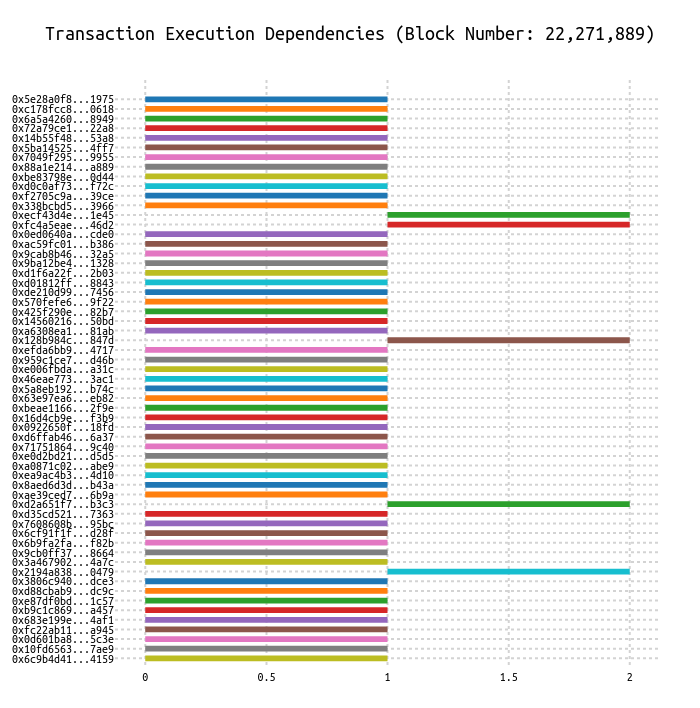 Transaction Execution Dependencies (Block Number: 22,271,889)
0x5e28a0f8...1975
0xc178fcc8...0618
0x6a5a4260...8949
0x72a79ce1...22a8
0x14b55f48...53a8
0x5ba14525...4ff7
0x7049f295...9955
0x88a1e214...a889
0xbe83798e...0d44
0xd0c0af73...f72c
0xf2705c9a...39ce
0x338bcbd5...3966
0xecf43d4e...1e45
0xfc4a5eae...46d2
0x0ed0640a...cde0
0xac59fc01...b386
0x9cab8b46...32a5
0x9ba12be4...1328
0xd1f6a22f...2b03
0xd01812ff...8843
0xde210d99...7456
0x570fefe6...9f22
0x425f290e...82b7
0x14560216...50bd
0xa6308ea1...81ab
0x128b984c...847d
0xefda6bb9...4717
0x959c1ce7...d46b
0xe006fbda...a31c
0x46eae773...3ac1
0x5a8eb192...b74c
0x63e97ea6...eb82
0xbeae1166...2f9e
0x16d4cb9e...f3b9
0x0922650f...18fd
0xd6ffab46...6a37
0x71751864...9c40
0xe0d2bd21...d5d5
0xa0871c02...abe9
0xea9ac4b3...4d10
0x8aed6d3d...b43a
0xae39ced7...6b9a
0xd2a651f7...b3c3
0xd35cd521...7363
0x7608608b...95bc
0x6cf91f1f...d28f
0x6b9fa2fa...f82b
0x9cb0ff37...8664
0x3a467902...4a7c
0x2194a838...0479
0x3806c940...dce3
0xd88cbab9...dc9c
0xe87df0bd...1c57
0xb9c1c869...a457
0x683e199e...4af1
0xfc22ab11...a945
0x0d601ba8...5c3e
0x10fd6563...7ae9
0x6c9b4d41...4159
0 0.5 1 1.5 2